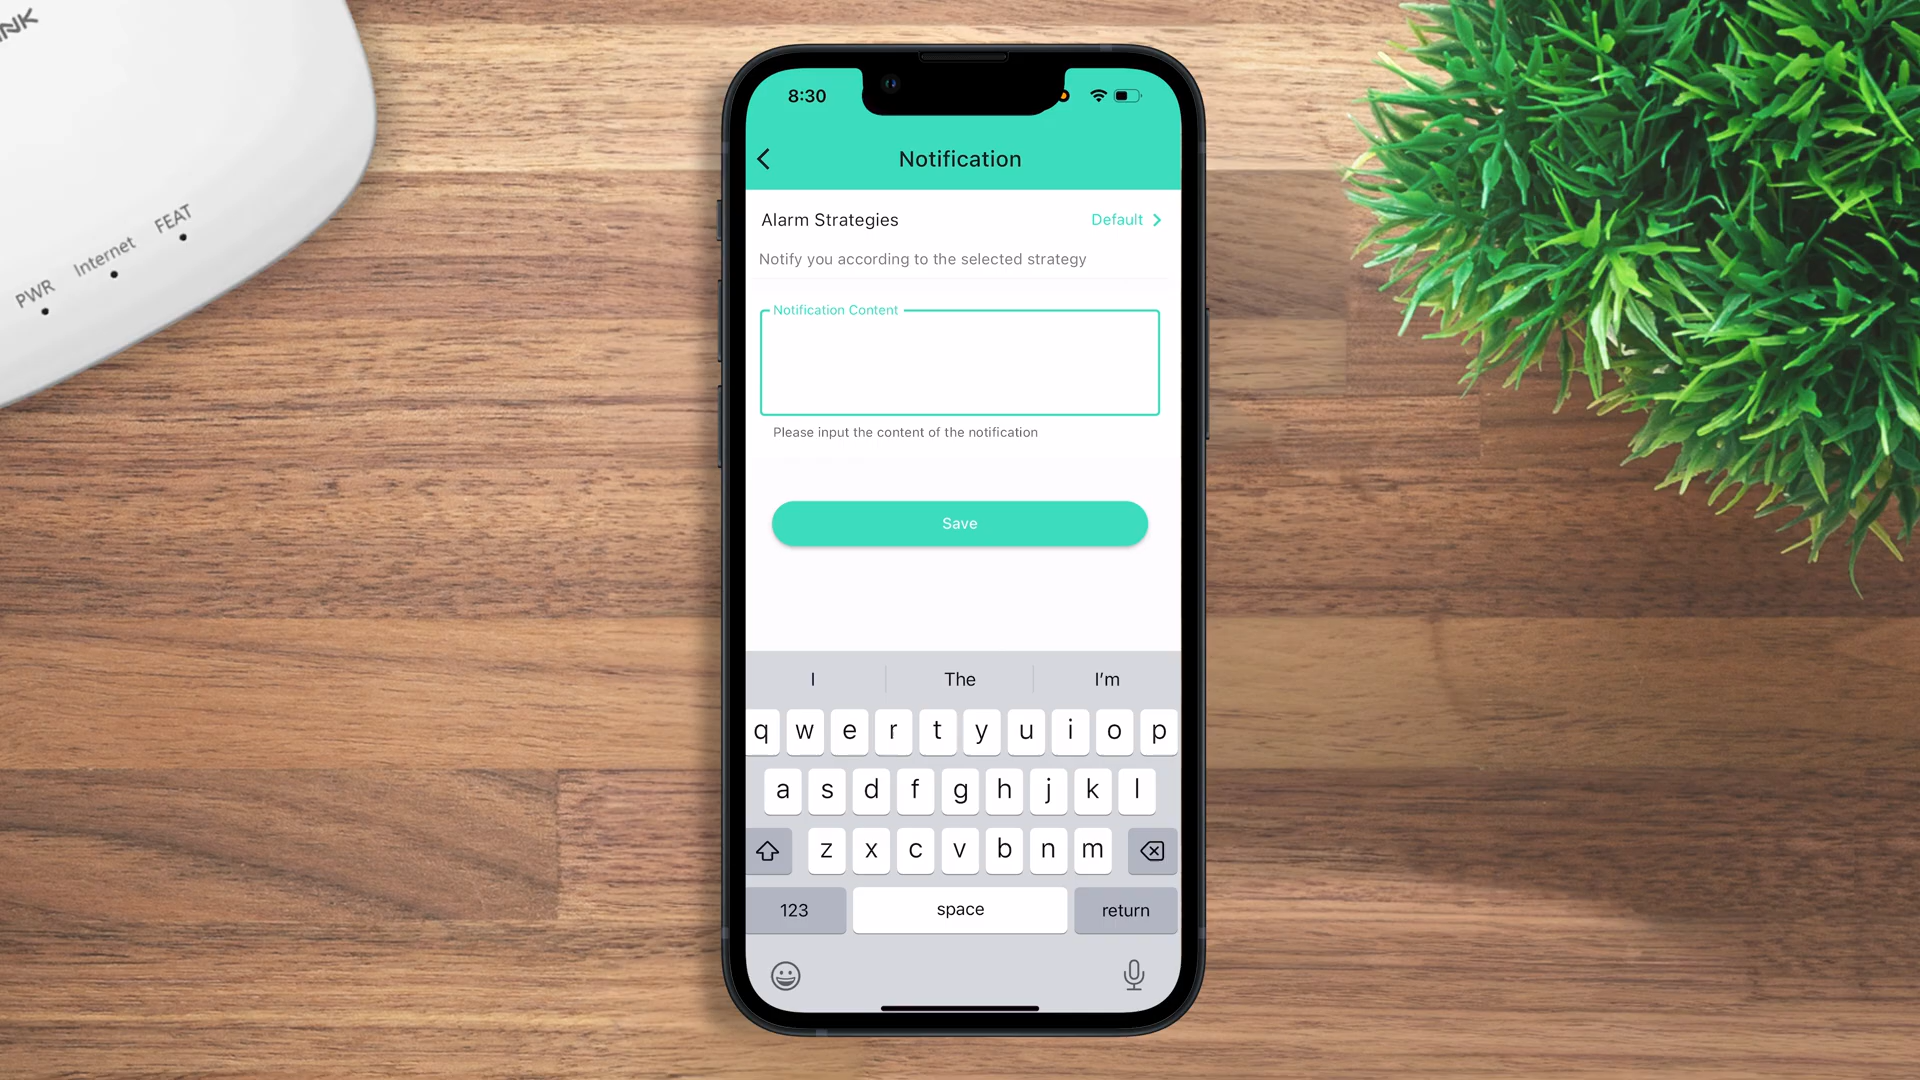 PWR
Internet
FEAT
8:30
Notification
Alarm Strategies
Default
Notify you according to the selected strategy
Notification Content
Please input the content of the notification
Save
I The I'm
q w e r t y u i o p
a s d f g h j k l
z x c v b n m
123 space return